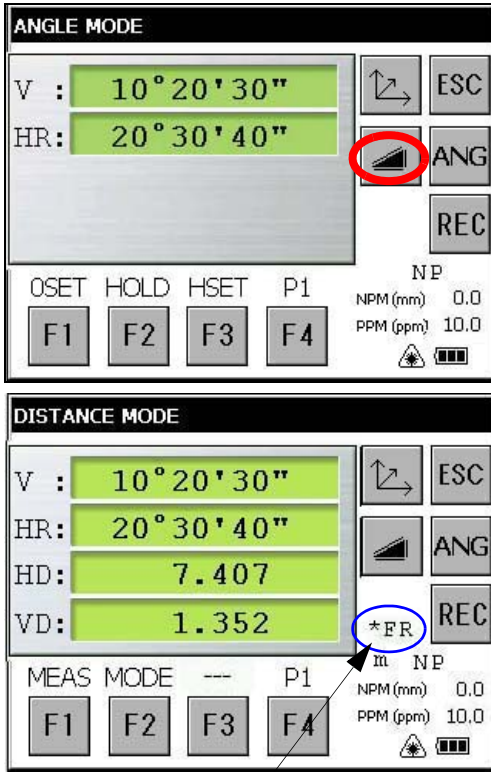 ANGLE MODE
V : 10°20'30"
ESC
HR: 20°30'40"
ANG
REC
0SET HOLD HSET P1
NP
NPM (mm) 0.0
F1 F2 F3 F4
PPM (ppm) 10.0
DISTANCE MODE
V : 10°20'30"
ESC
HR: 20°30'40"
ANG
HD: 7.407
VD: 1.352
*FR
REC
m NP
MEAS MODE --- P1
NPM (mm) 0.0
F1 F2 F3 F4
PPM (ppm) 10.0